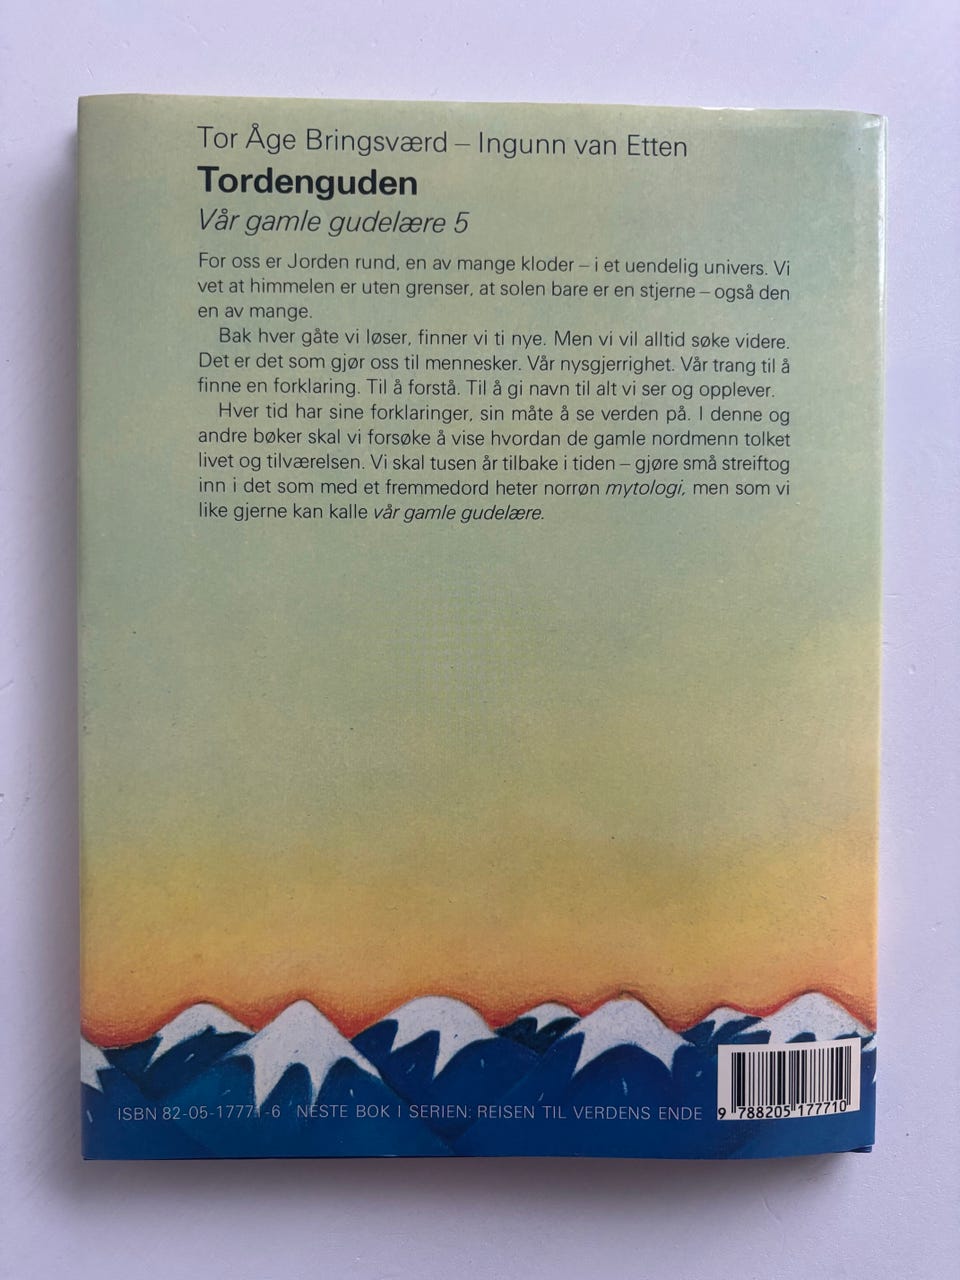 Tor Åge Bringsværd – Ingunn van Etten
Tordenguden
Vår gamle gudelære 5
For oss er Jorden rund, en av mange kloder – i et uendelig univers. Vi
vet at himmelen er uten grenser, at solen bare er en stjerne – også den
en av mange.
Bak hver gåte vi løser, finner vi ti nye. Men vi vil alltid søke videre.
Det er det som gjør oss til mennesker. Vår nysgjerrighet. Vår trang til å
finne en forklaring. Til å forstå. Til å gi navn til alt vi ser og opplever.
Hver tid har sine forklaringer, sin måte å se verden på. I denne og
andre bøker skal vi forsøke å vise hvordan de gamle nordmenn tolket
livet og tilværelsen. Vi skal tusen år tilbake i tiden – gjøre små streiftog
inn i det som med et fremmedord heter norrøn mytologi, men som vi
like gjerne kan kalle vår gamle gudelære.
ISBN 82-05-17771-6 NESTE BOK I SERIEN: REISEN TIL VERDENS ENDE
9 788205 177710